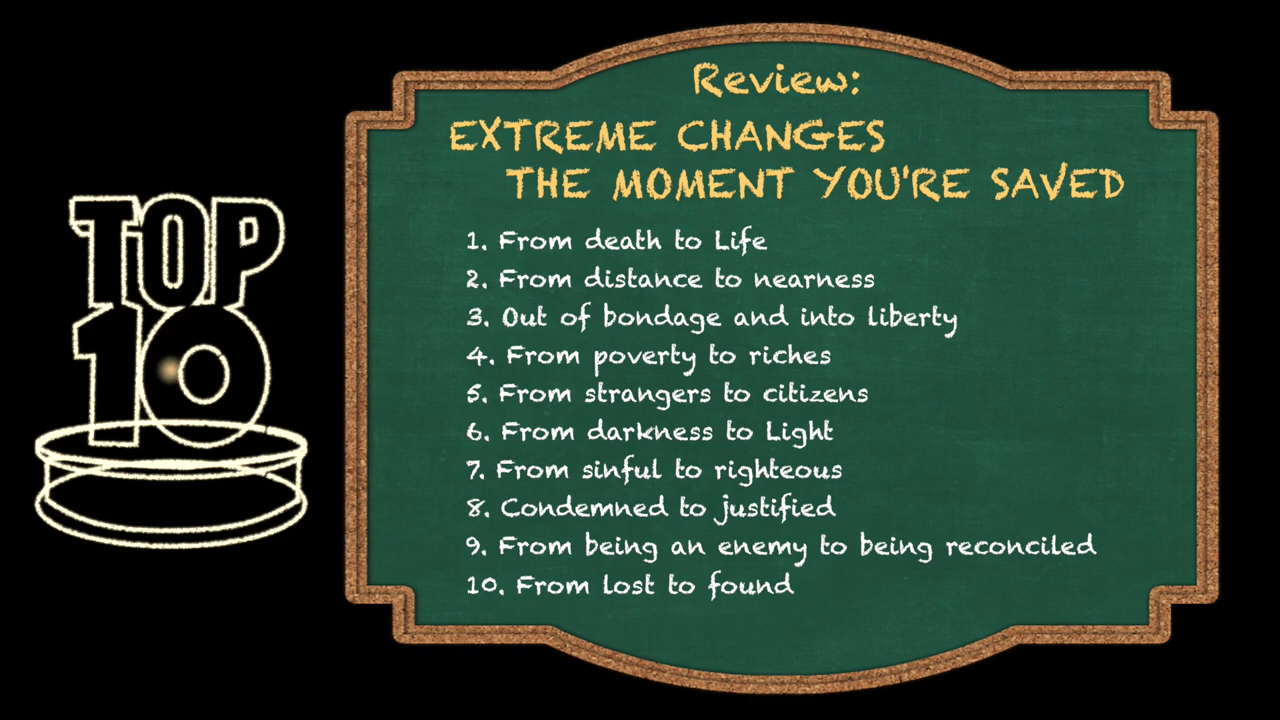 TOP
10
Review:
EXTREME CHANGES
THE MOMENT YOU'RE SAVED
1. From death to Life
2. From distance to nearness
3. Out of bondage and into liberty
4. From poverty to riches
5. From strangers to citizens
6. From darkness to Light
7. From sinful to righteous
8. Condemned to justified
9. From being an enemy to being reconciled
10. From lost to found